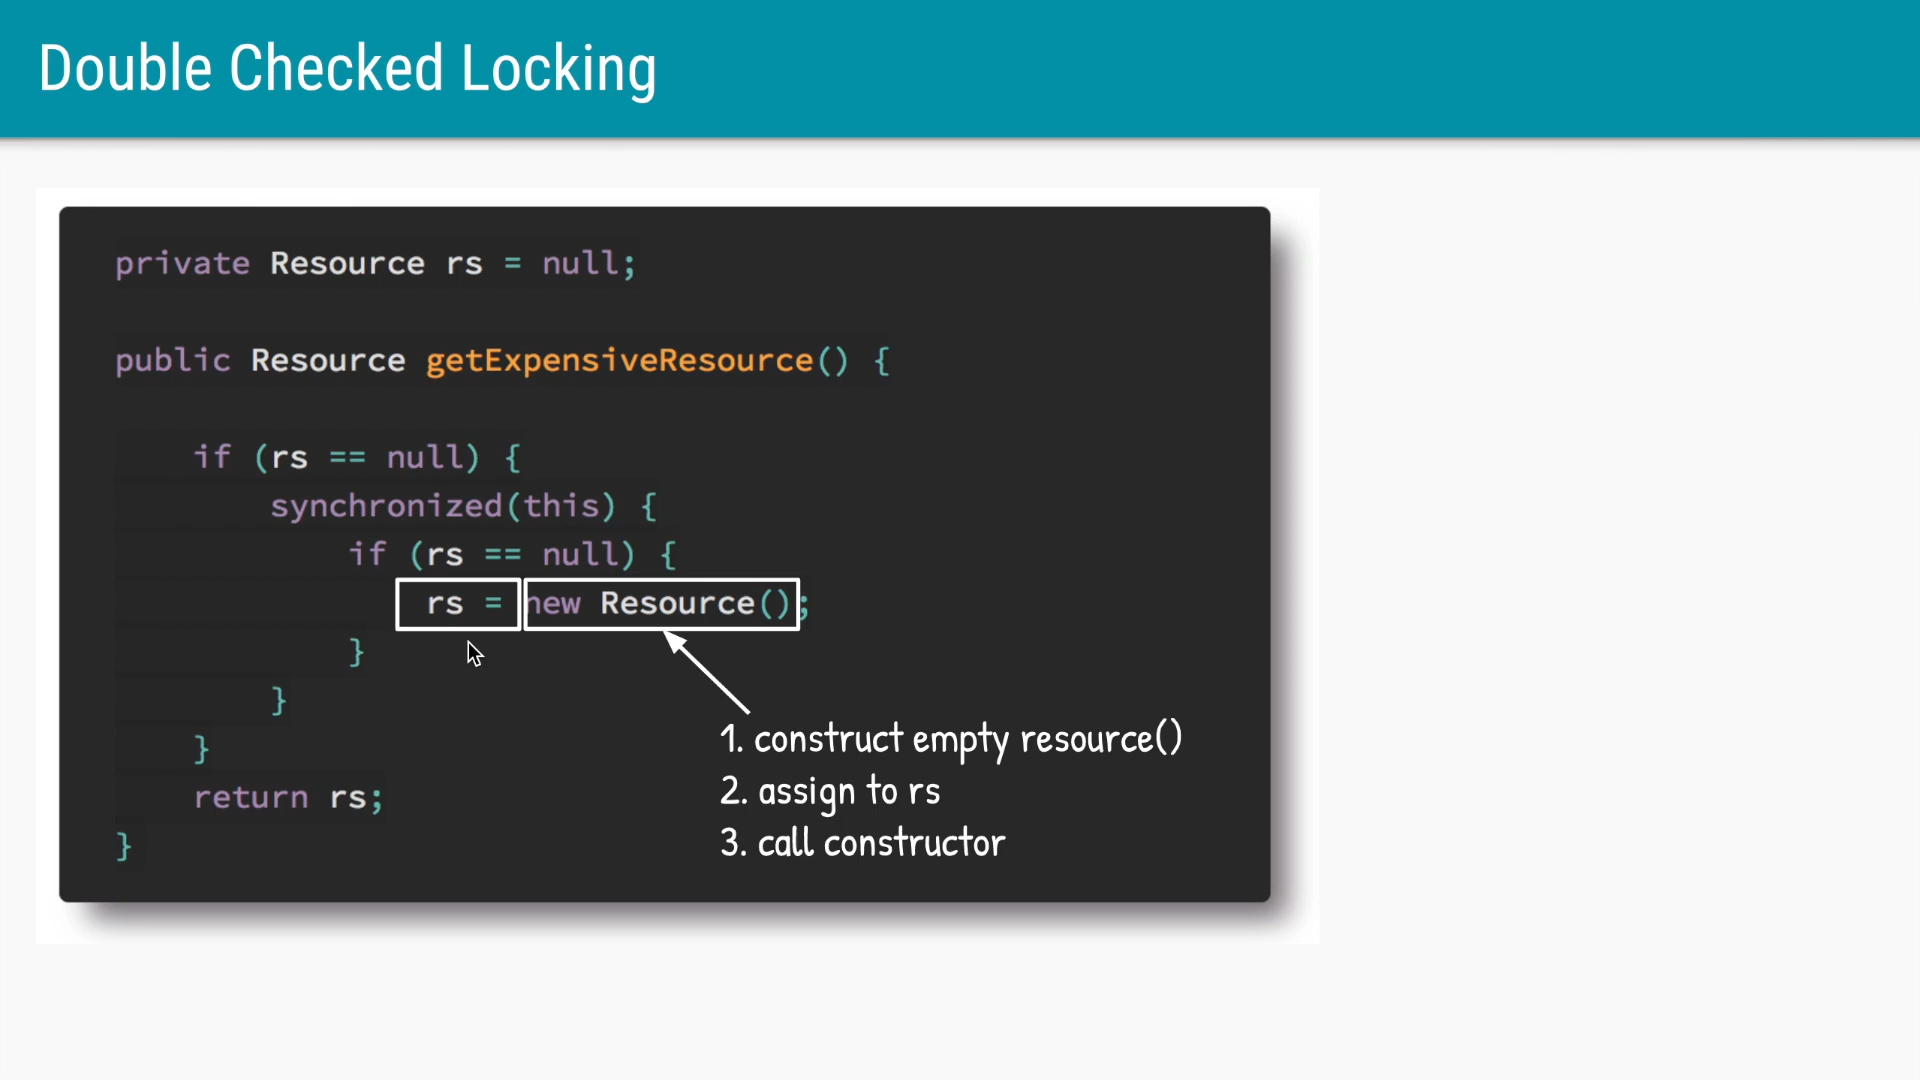 Double Checked Locking
private Resource rs = null;
public Resource getExpensiveResource() {
if (rs == null) {
synchronized(this) {
if (rs == null) {
rs = new Resource();
}
}
}
return rs;
}
1. construct empty resource()
2. assign to rs
3. call constructor